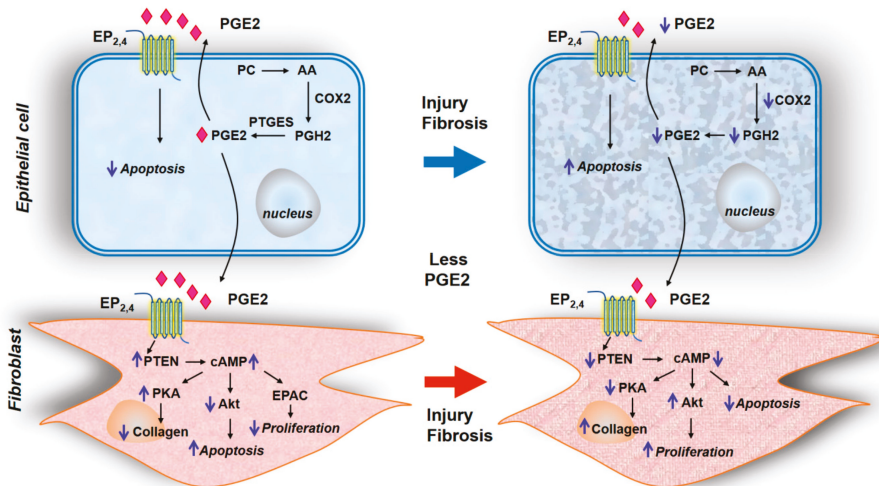 PGE2
EP2,4
PC
AA
COX2
PTGES
PGE2
PGH2
Apoptosis
nucleus
Epithelial cell
Injury
Fibrosis
PGE2
EP2,4
PC
AA
COX2
PGE2
PGH2
Apoptosis
nucleus
Less
PGE2
EP2,4
PGE2
PTEN
cAMP
PKA
Akt
EPAC
Collagen
Proliferation
Apoptosis
Fibroblast
Injury
Fibrosis
EP2,4
PGE2
PTEN
cAMP
PKA
Akt
Apoptosis
Collagen
Proliferation